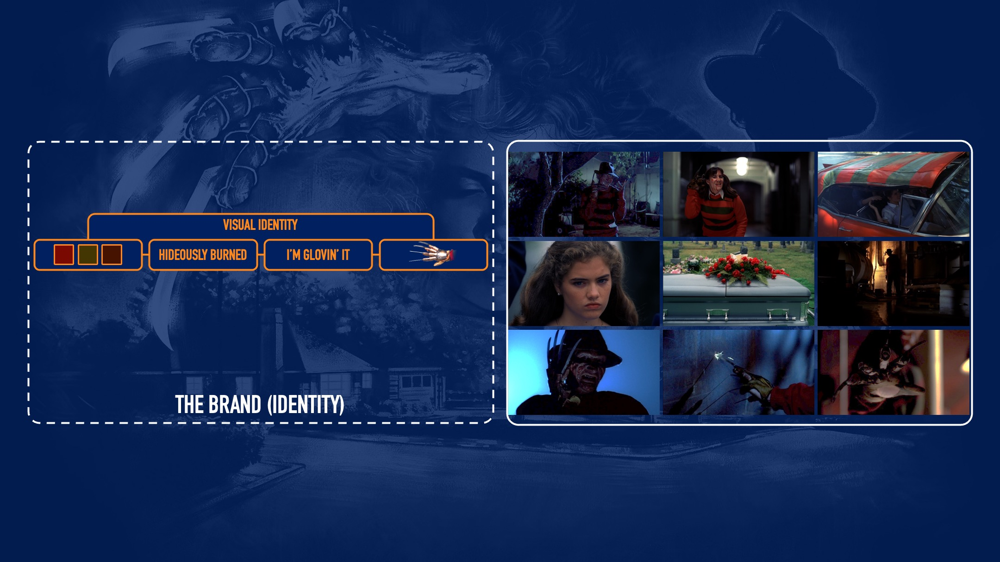 VISUAL IDENTITY
HIDEOUSLY BURNED
I'M GLOVIN' IT
THE BRAND (IDENTITY)